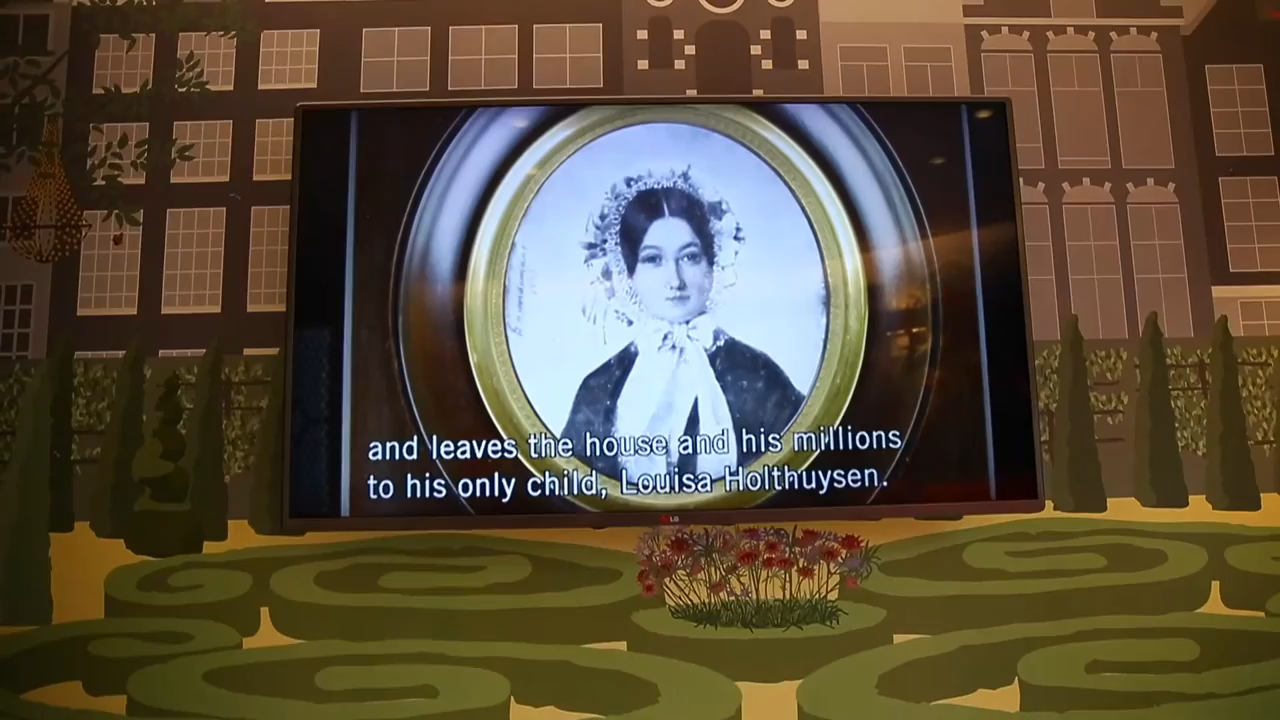 and leaves the house and his millions
to his only child, Louisa Holthuysen.
LG